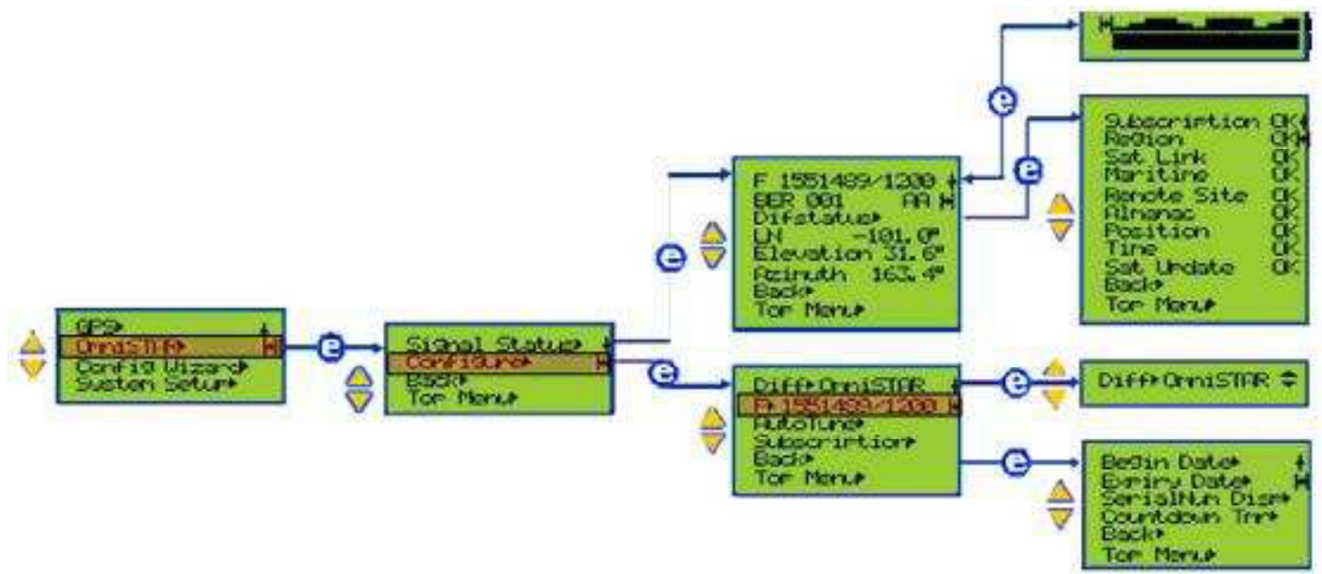 GPS
OmniSTAR
Config Wizard
System Setup
e
Signal Status
Configure
Back
Top Menu
e
F 1551489/1200
BER 001 AA H
Difstatus
LN -101.0°
Elevation 31.6°
Azimuth 163.4°
Back
Top Menu
e
H
e
Subscription OK
Region OK H
Sat Link OK
Maritime OK
Remote Site OK
Almanac OK
Position OK
Time OK
Sat Update OK
Back
Top Menu
e
Diff OmniSTAR
F 1551489/1200
AutoTune
Subscription
Back
Top Menu
e
Diff OmniSTAR
e
Begin Date
Expiry Date H
SerialNum Disp
Countdown Tmr
Back
Top Menu